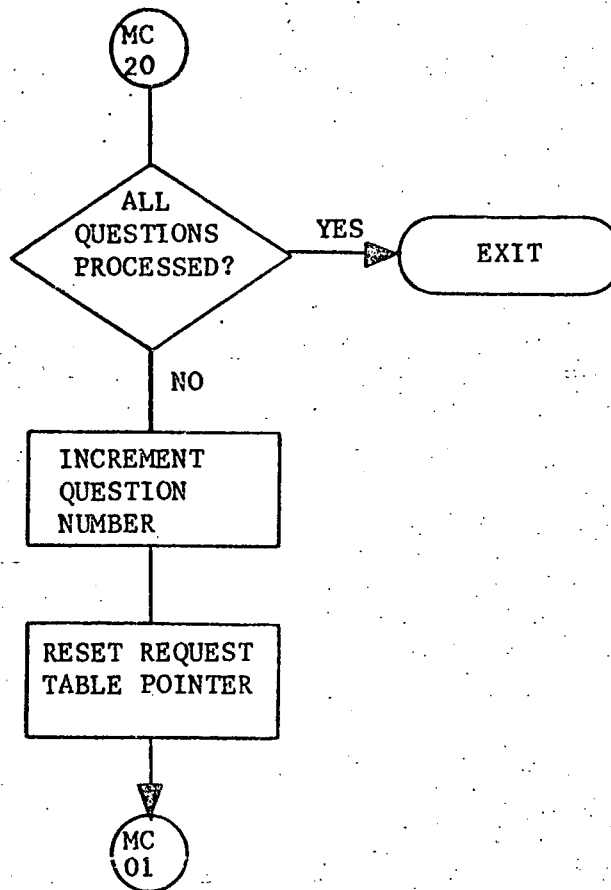 MC
20
ALL
QUESTIONS
PROCESSED?
YES
EXIT
NO
INCREMENT
QUESTION
NUMBER
RESET REQUEST
TABLE POINTER
MC
01